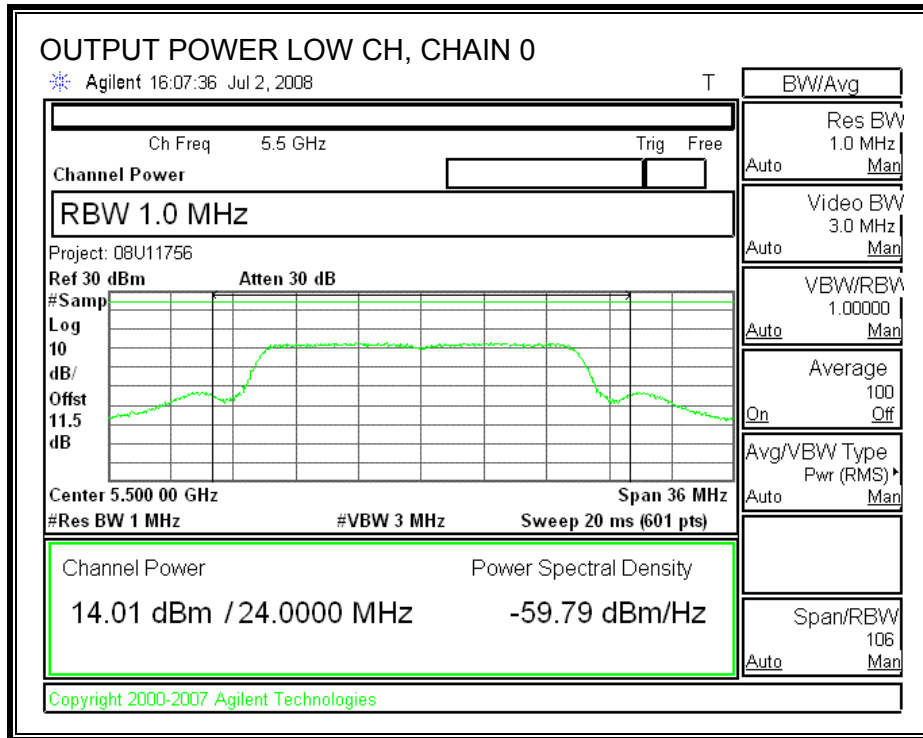 OUTPUT POWER LOW CH, CHAIN 0
Agilent 16:07:36 Jul 2, 2008 T
Ch Freq 5.5 GHz Trig Free
Channel Power
RBW 1.0 MHz
Project: 08U11756
Ref 30 dBm Atten 30 dB
#Samp
Log
10
dB/
Offst
11.5
dB
Center 5.500 00 GHz Span 36 MHz
#Res BW 1 MHz #VBW 3 MHz Sweep 20 ms (601 pts)
Channel Power Power Spectral Density
14.01 dBm / 24.0000 MHz -59.79 dBm/Hz
Copyright 2000-2007 Agilent Technologies
BW/Avg
Res BW
1.0 MHz
Auto Man
Video BW
3.0 MHz
Auto Man
VBW/RBW
1.00000
Auto Man
Average
100
On Off
Avg/VBW Type
Pwr (RMS)
Auto Man
Span/RBW
106
Auto Man